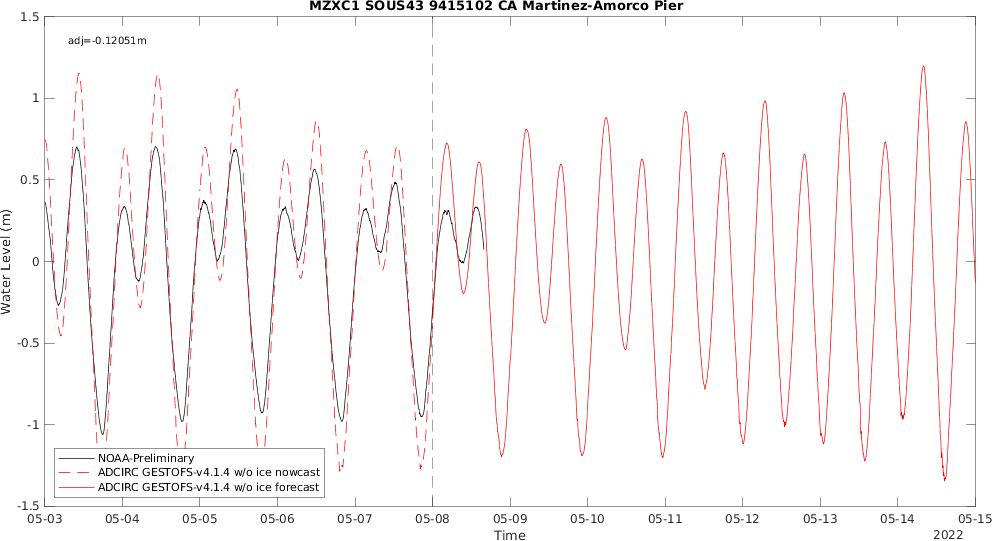 MZXC1 SOUS43 9415102 CA Martinez-Amorco Pier
adj=-0.12051m
1.5
1
0.5
0
-0.5
-1
-1.5
Water Level (m)
NOAA-Preliminary
ADCIRC GESTOFS-v4.1.4 w/o ice nowcast
ADCIRC GESTOFS-v4.1.4 w/o ice forecast
05-03 05-04 05-05 05-06 05-07 05-08 05-09 05-10 05-11 05-12 05-13 05-14 05-15
Time
2022